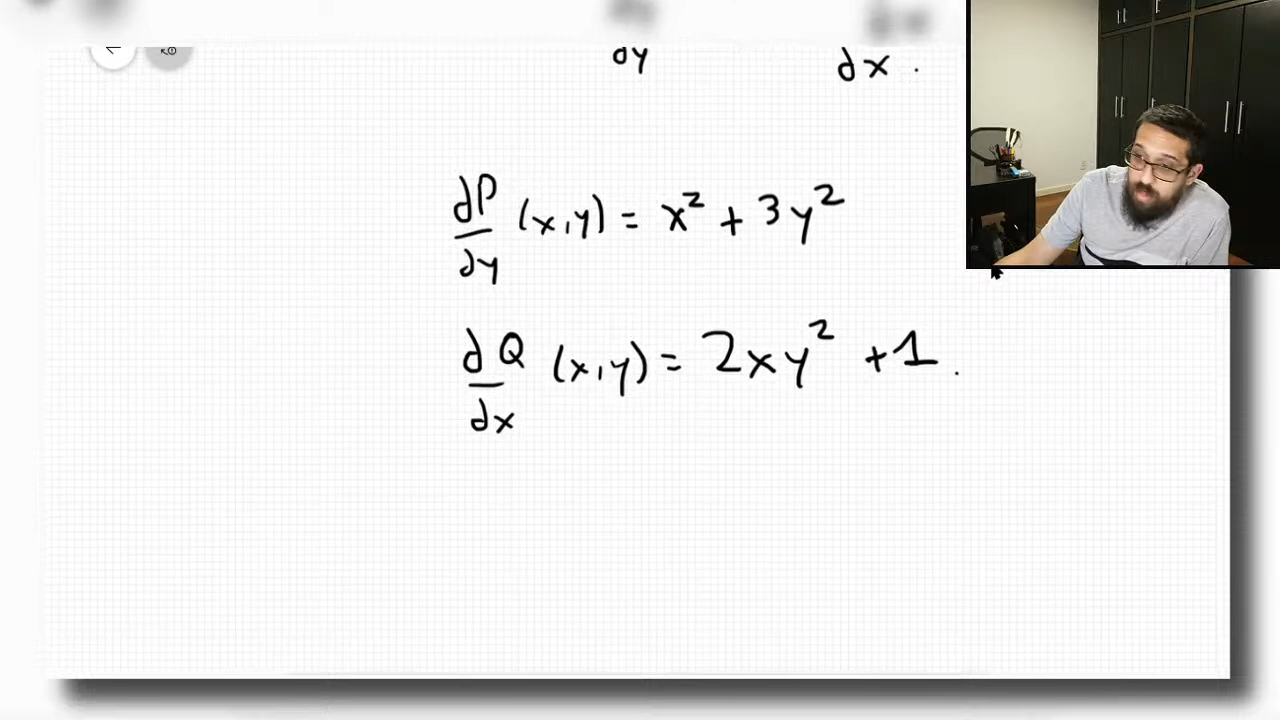 ∂y ∂x .
∂P/∂y (x,y) = x² + 3y²
∂Q/∂x (x,y) = 2xy² + 1 .